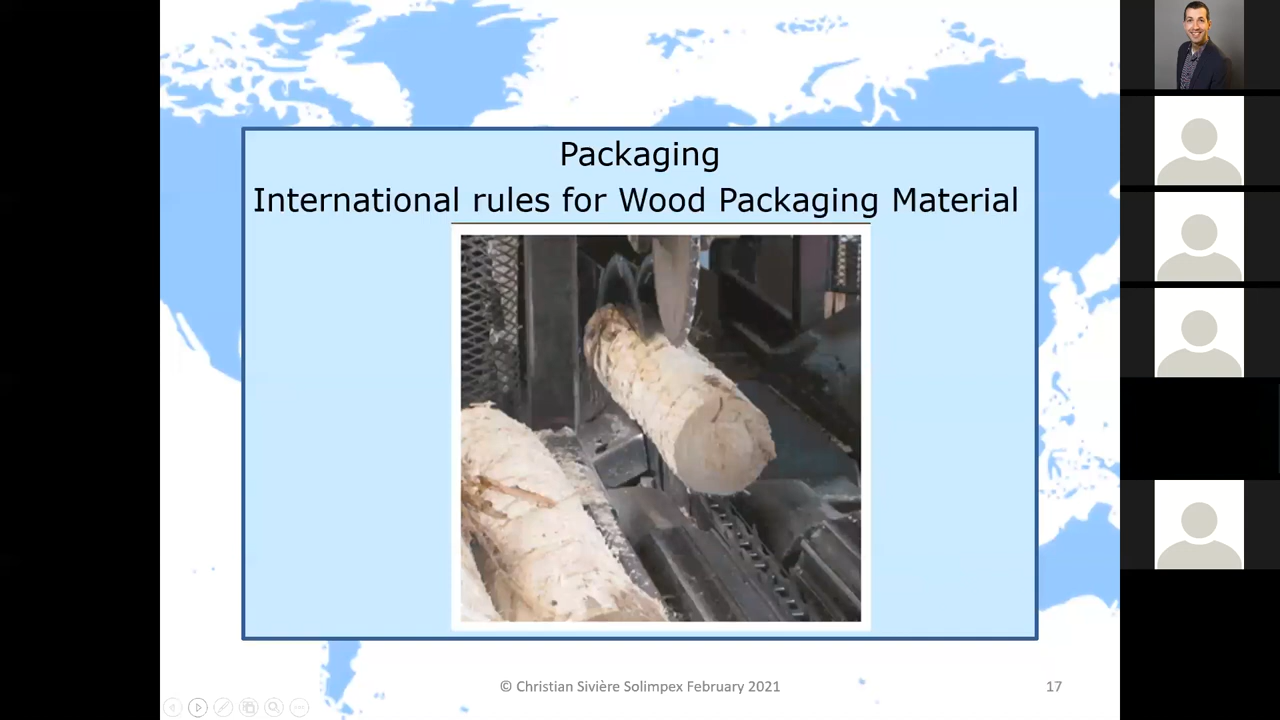 Packaging
International rules for Wood Packaging Material
© Christian Sivière Solimpex February 2021
17